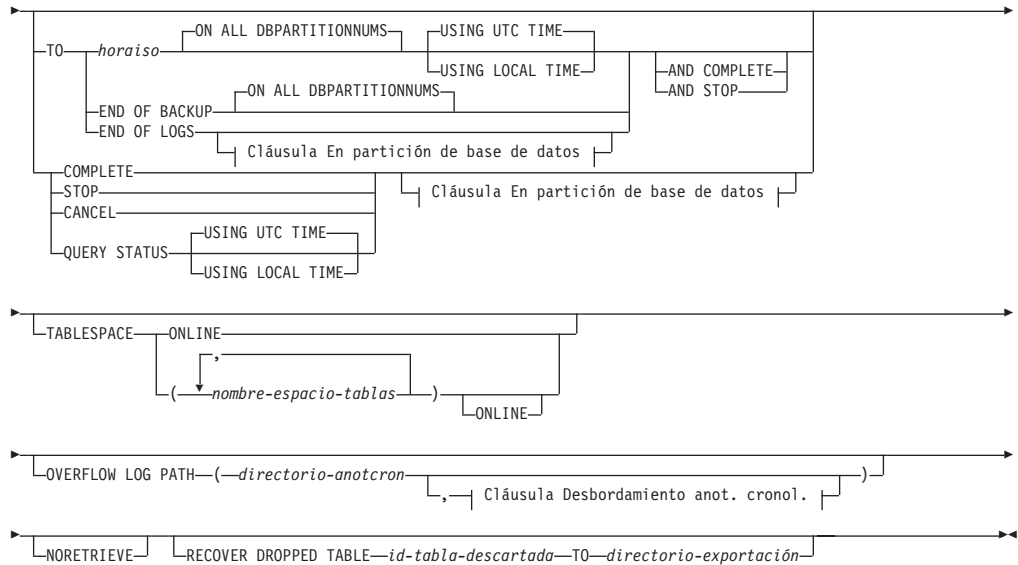 ON ALL DBPARTITIONNUMS USING UTC TIME
TO horaiso
USING LOCAL TIME AND COMPLETE
AND STOP
ON ALL DBPARTITIONNUMS
END OF BACKUP
END OF LOGS
Cláusula En partición de base de datos
COMPLETE
STOP Cláusula En partición de base de datos
CANCEL
USING UTC TIME
QUERY STATUS
USING LOCAL TIME
TABLESPACE ONLINE
,
( nombre-espacio-tablas )
ONLINE
OVERFLOW LOG PATH ( directorio-anotcron )
, Cláusula Desbordamiento anot. cronol.
NORETRIEVE RECOVER DROPPED TABLE id-tabla-descartada TO directorio-exportación